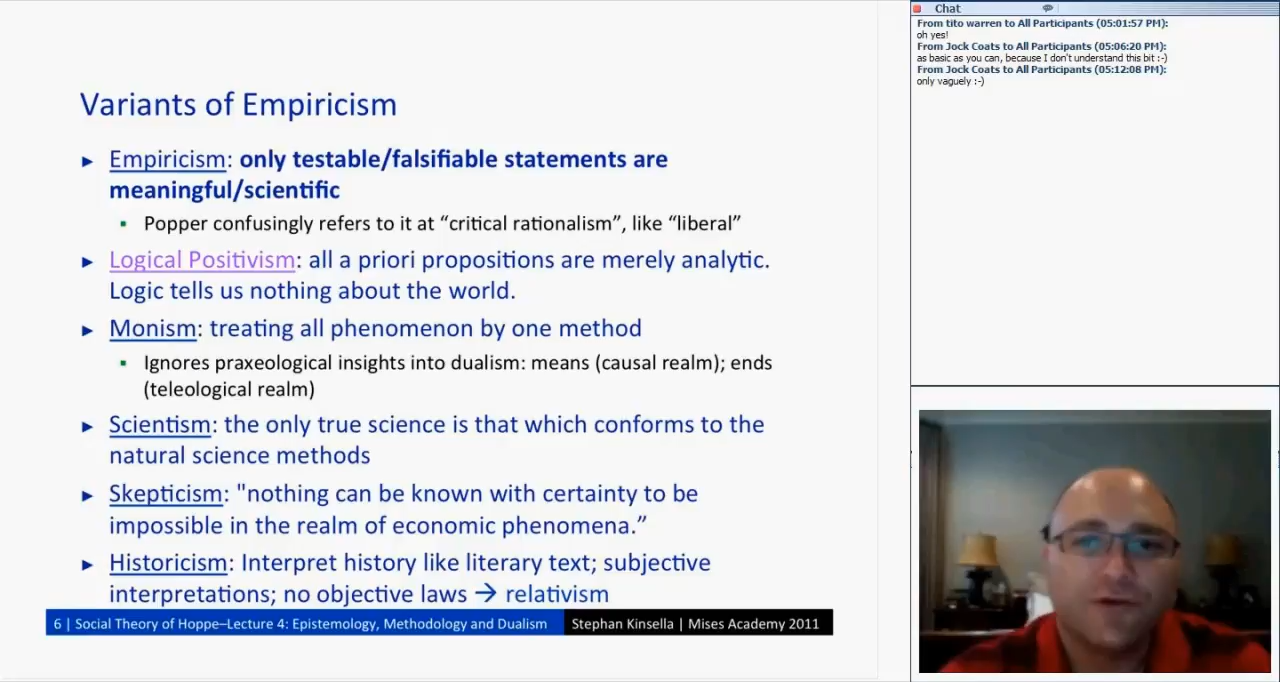 Variants of Empiricism
► Empiricism: only testable/falsifiable statements are
meaningful/scientific
▪ Popper confusingly refers to it at “critical rationalism”, like “liberal”
► Logical Positivism: all a priori propositions are merely analytic.
Logic tells us nothing about the world.
► Monism: treating all phenomenon by one method
▪ Ignores praxeological insights into dualism: means (causal realm); ends
(teleological realm)
► Scientism: the only true science is that which conforms to the
natural science methods
► Skepticism: "nothing can be known with certainty to be
impossible in the realm of economic phenomena.”
► Historicism: Interpret history like literary text; subjective
interpretations; no objective laws → relativism
6 | Social Theory of Hoppe–Lecture 4: Epistemology, Methodology and Dualism
Stephan Kinsella | Mises Academy 2011
Chat
From tito warren to All Participants (05:01:57 PM):
oh yes!
From Jock Coats to All Participants (05:06:20 PM):
as basic as you can, because I don't understand this bit :-)
From Jock Coats to All Participants (05:12:08 PM):
only vaguely :-)